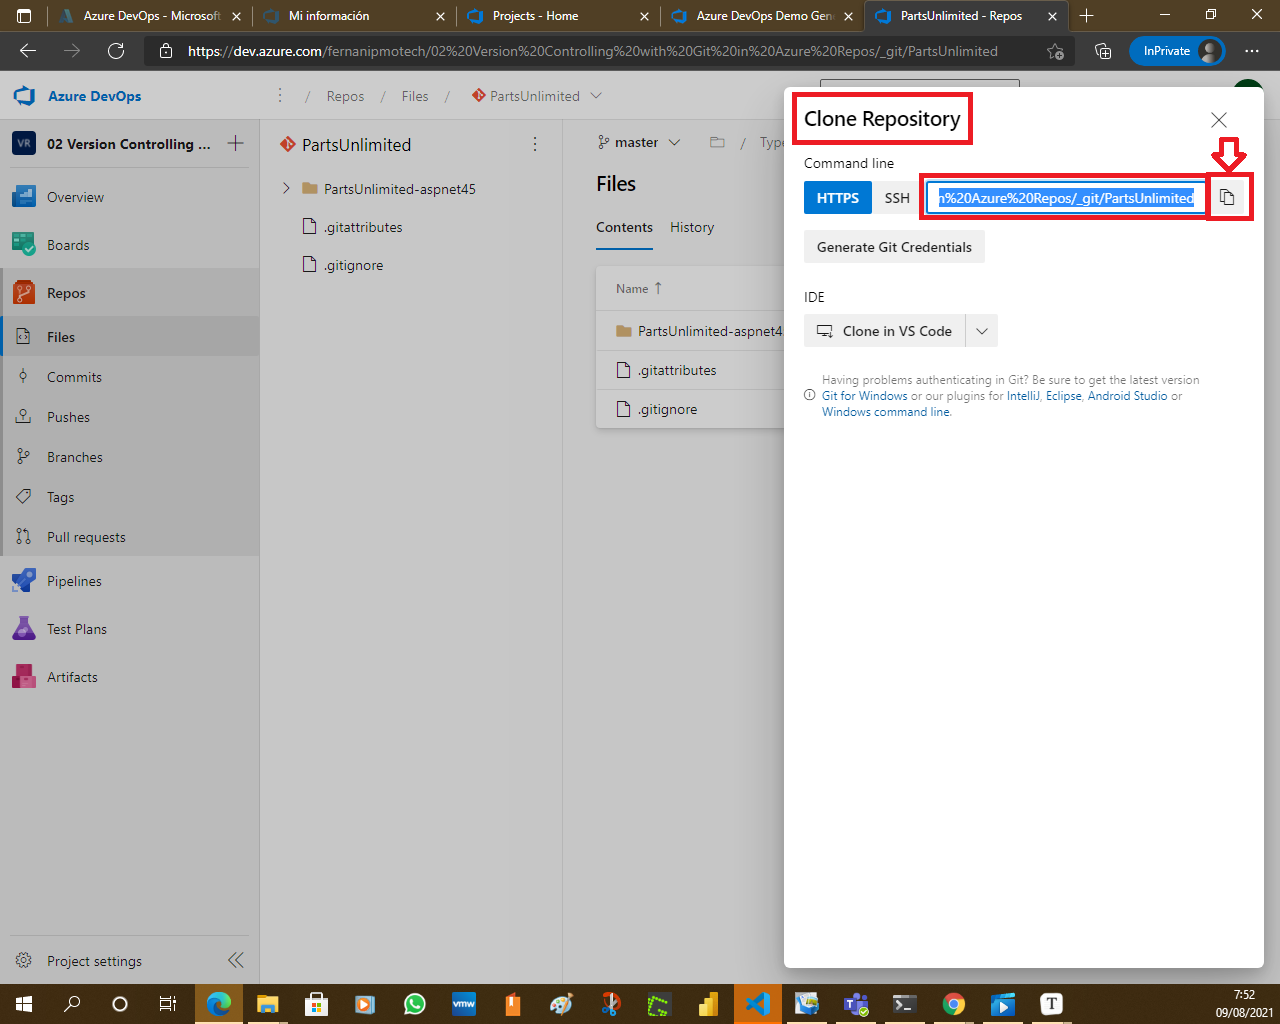 Azure DevOps - Microsoft
Mi información
Projects - Home
Azure DevOps Demo Gen
PartsUnlimited - Repos
https://dev.azure.com/fernanipmotech/02%20Version%20Controlling%20with%20Git%20in%20Azure%20Repos/_git/PartsUnlimited
InPrivate
Azure DevOps
/ Repos / Files / PartsUnlimited
VR
02 Version Controlling ...
Overview
Boards
Repos
Files
Commits
Pushes
Branches
Tags
Pull requests
Pipelines
Test Plans
Artifacts
Project settings
PartsUnlimited
PartsUnlimited-aspnet45
.gitattributes
.gitignore
master
/ Type
Files
Contents
History
Name ↑
PartsUnlimited-aspnet4
.gitattributes
.gitignore
Clone Repository
Command line
HTTPS
SSH
n%20Azure%20Repos/_git/PartsUnlimited
Generate Git Credentials
IDE
Clone in VS Code
Having problems authenticating in Git? Be sure to get the latest version
Git for Windows or our plugins for IntelliJ, Eclipse, Android Studio or
Windows command line.
vmw
T
7:52
09/08/2021